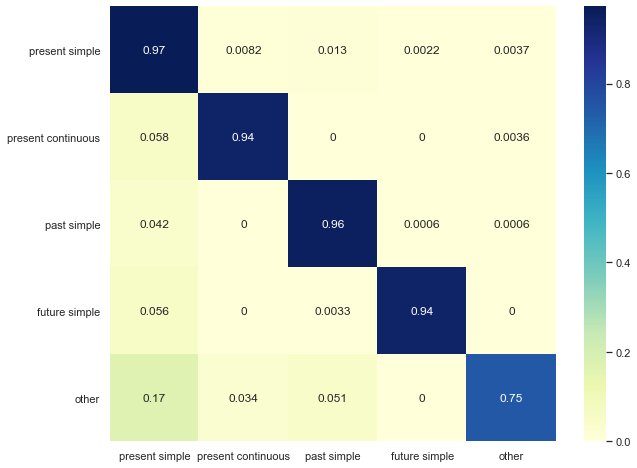 present simple 0.97 0.0082 0.013 0.0022 0.0037
0.8
present continuous 0.058 0.94 0 0 0.0036
0.6
past simple 0.042 0 0.96 0.0006 0.0006
0.4
future simple 0.056 0 0.0033 0.94 0
0.2
other 0.17 0.034 0.051 0 0.75
0.0
present simple present continuous past simple future simple other